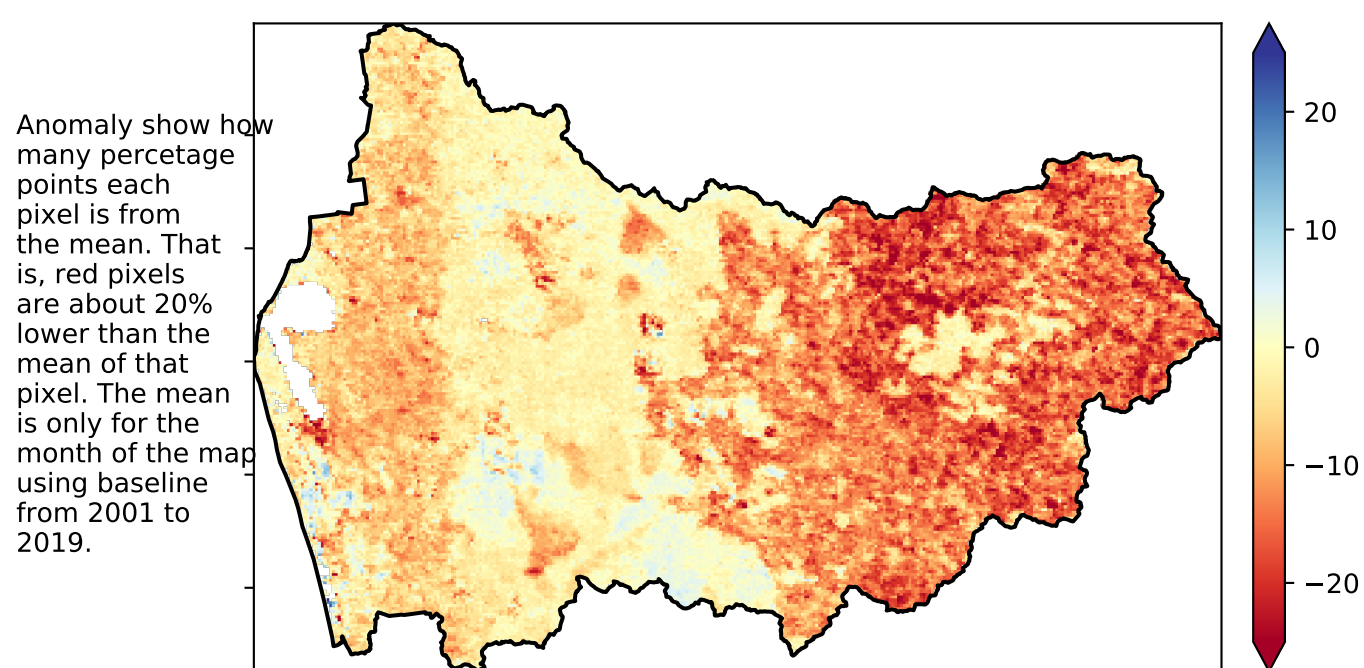 Anomaly show how
many percetage
points each
pixel is from
the mean. That
is, red pixels
are about 20%
lower than the
mean of that
pixel. The mean
is only for the
month of the map
using baseline
from 2001 to
2019.
20
10
0
−10
−20